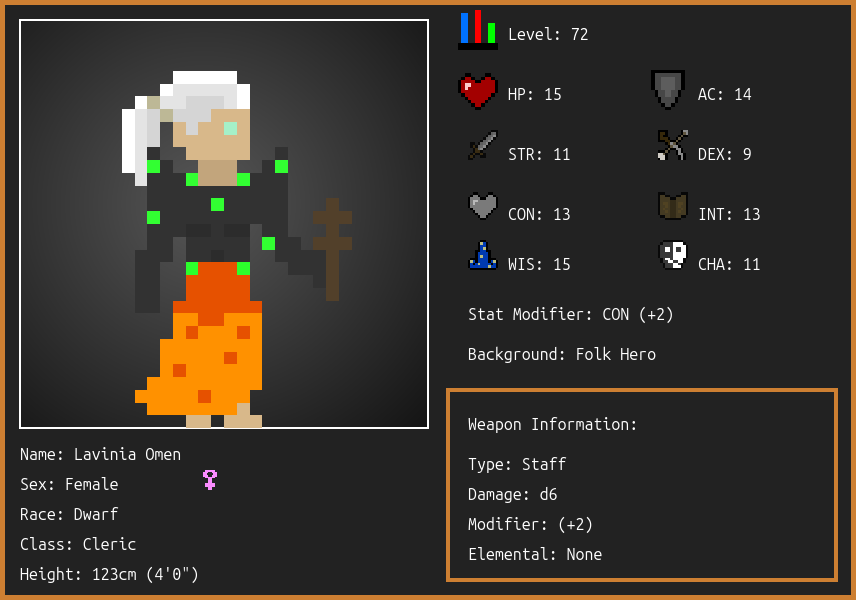 Level: 72
HP: 15
AC: 14
STR: 11
DEX: 9
CON: 13
INT: 13
WIS: 15
CHA: 11
Stat Modifier: CON (+2)
Background: Folk Hero
Weapon Information:
Type: Staff
Damage: d6
Modifier: (+2)
Elemental: None
Name: Lavinia Omen
Sex: Female
Race: Dwarf
Class: Cleric
Height: 123cm (4'0")